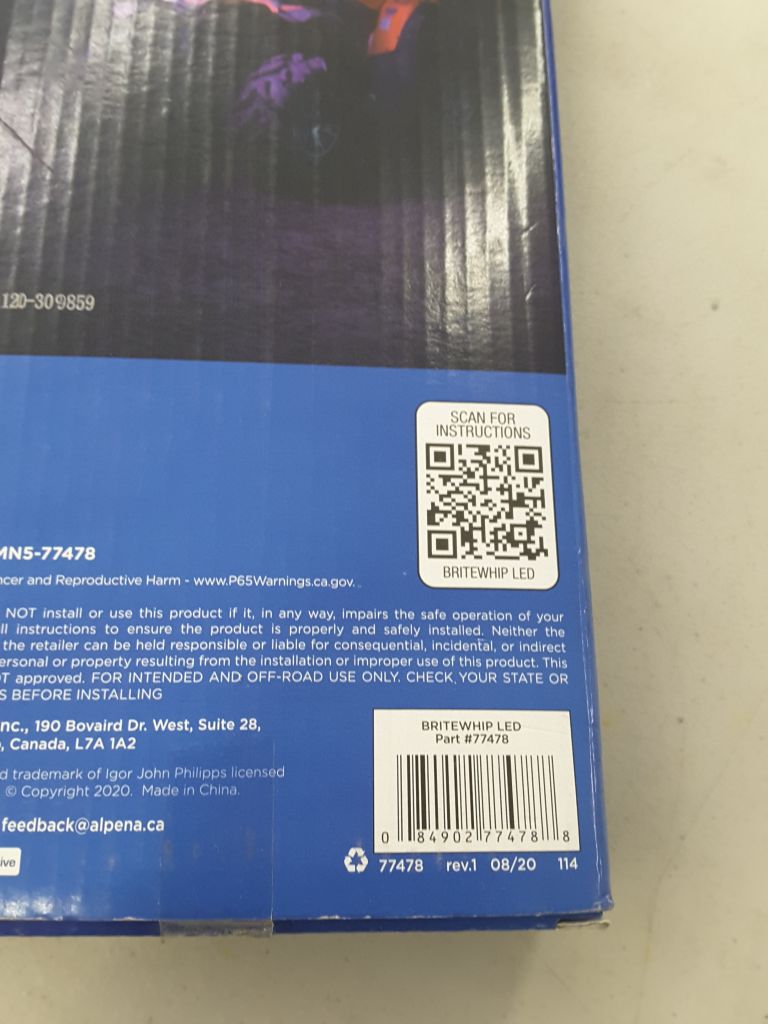 120-309859
SCAN FOR
INSTRUCTIONS
BRITEWHIP LED
MN5-77478
ncer and Reproductive Harm - www.P65Warnings.ca.gov.
NOT install or use this product if it, in any way, impairs the safe operation of your
ll instructions to ensure the product is properly and safely installed. Neither the
the retailer can be held responsible or liable for consequential, incidental, or indirect
ersonal or property resulting from the installation or improper use of this product. This
T approved. FOR INTENDED AND OFF-ROAD USE ONLY. CHECK YOUR STATE OR
S BEFORE INSTALLING
nc., 190 Bovaird Dr. West, Suite 28,
, Canada, L7A 1A2
d trademark of Igor John Philipps licensed
© Copyright 2020. Made in China.
feedback@alpena.ca
ive
BRITEWHIP LED
Part #77478
0 84902 77478 8
77478 rev.1 08/20 114